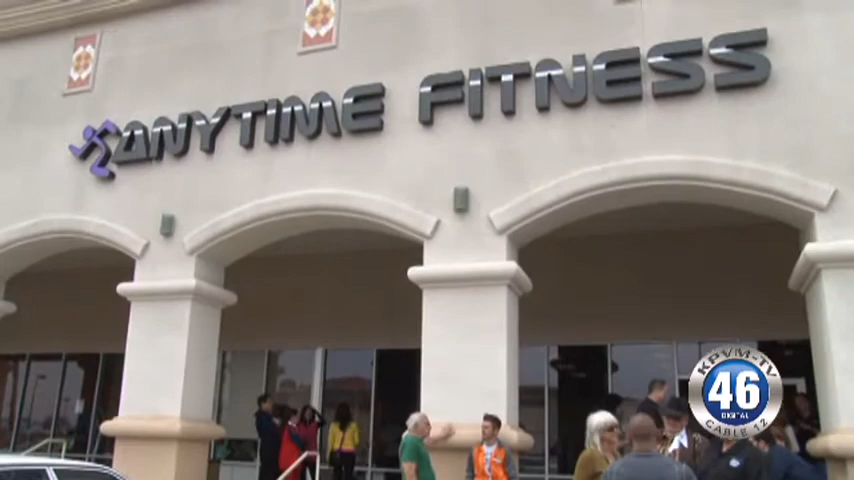 ANYTIME FITNESS
KPVM-TV
46
DIGITAL
CABLE 12